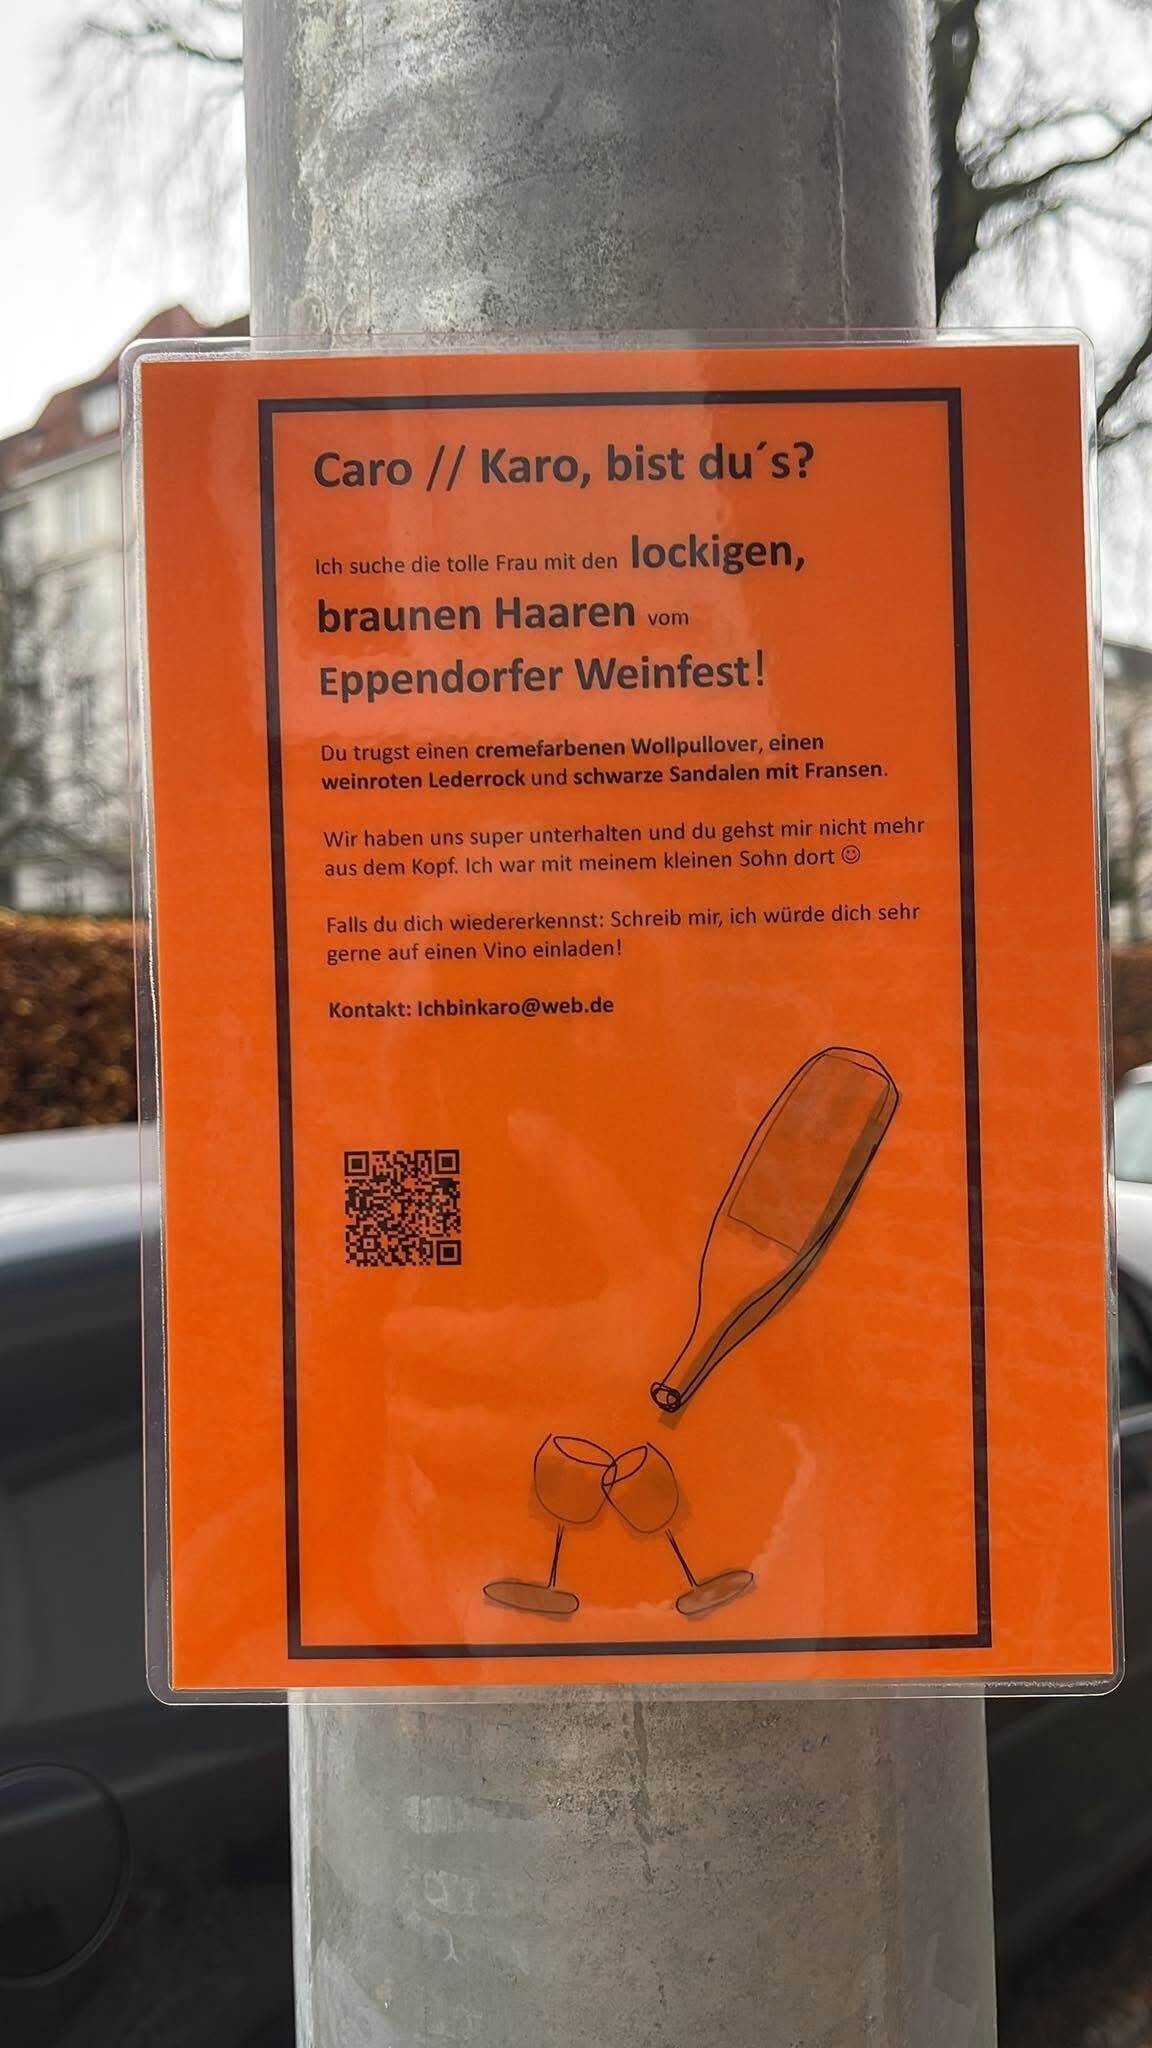 Caro // Karo, bist du´s?
Ich suche die tolle Frau mit den lockigen,
braunen Haaren vom
Eppendorfer Weinfest!
Du trugst einen cremefarbenen Wollpullover, einen
weinroten Lederrock und schwarze Sandalen mit Fransen.
Wir haben uns super unterhalten und du gehst mir nicht mehr
aus dem Kopf. Ich war mit meinem kleinen Sohn dort ☺
Falls du dich wiedererkennst: Schreib mir, ich würde dich sehr
gerne auf einen Vino einladen!
Kontakt: Ichbinkaro@web.de